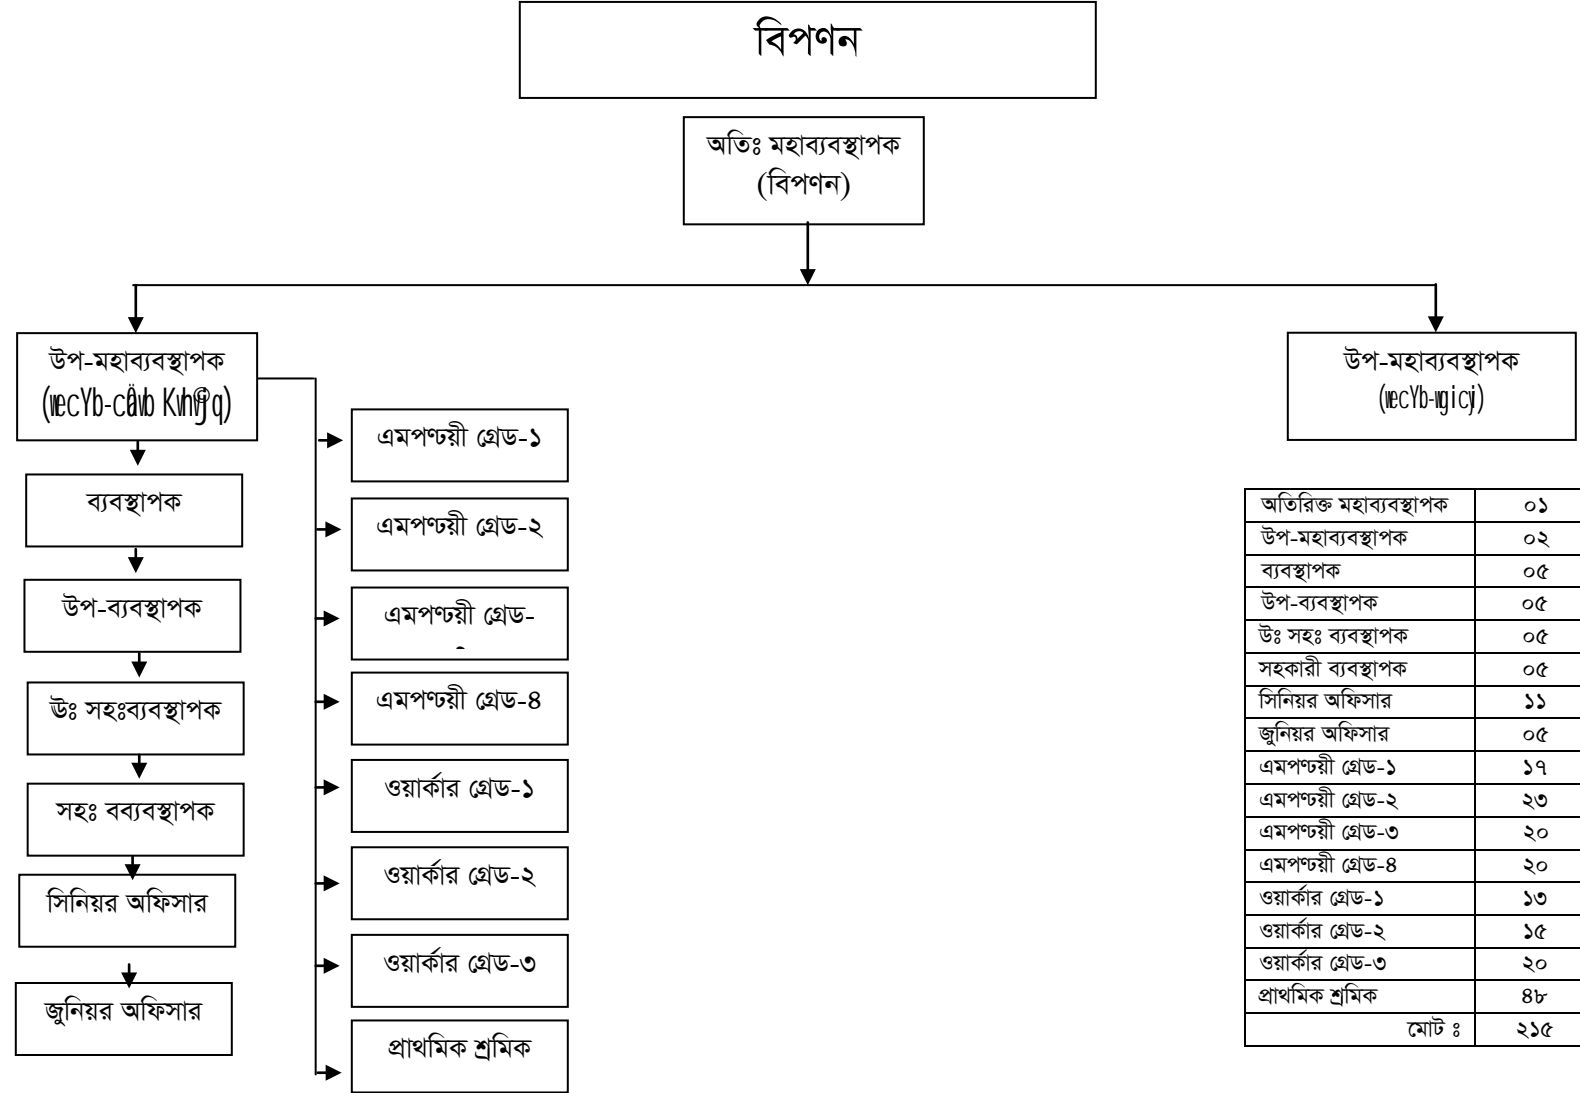 বিপণন
অতিঃ মহাব্যবস্থাপক
(বিপণন)
উপ-মহাব্যবস্থাপক
উপ-মহাব্যবস্থাপক
(wecYb-wgicyi)
ব্যবস্থাপক
উপ-ব্যবস্থাপক
ঊঃ সহঃব্যবস্থাপক
সহঃ বব্যবস্থাপক
সিনিয়র অফিসার
জুনিয়র অফিসার
এমপণ্ঢয়ী গ্রেড-১
এমপণ্ঢয়ী গ্রেড-২
এমপণ্ঢয়ী গ্রেড-
এমপণ্ঢয়ী গ্রেড-৪
ওয়ার্কার গ্রেড-১
ওয়ার্কার গ্রেড-২
ওয়ার্কার গ্রেড-৩
প্রাথমিক শ্রমিক
অতিরিক্ত মহাব্যবস্থাপক ০১
উপ-মহাব্যবস্থাপক ০২
ব্যবস্থাপক ০৫
উপ-ব্যবস্থাপক ০৫
উঃ সহঃ ব্যবস্থাপক ০৫
সহকারী ব্যবস্থাপক ০৫
সিনিয়র অফিসার ১১
জুনিয়র অফিসার ০৫
এমপণ্ঢয়ী গ্রেড-১ ১৭
এমপণ্ঢয়ী গ্রেড-২ ২৩
এমপণ্ঢয়ী গ্রেড-৩ ২০
এমপণ্ঢয়ী গ্রেড-৪ ২০
ওয়ার্কার গ্রেড-১ ১৩
ওয়ার্কার গ্রেড-২ ১৫
ওয়ার্কার গ্রেড-৩ ২০
প্রাথমিক শ্রমিক ৪৮
মোট ঃ ২১৫